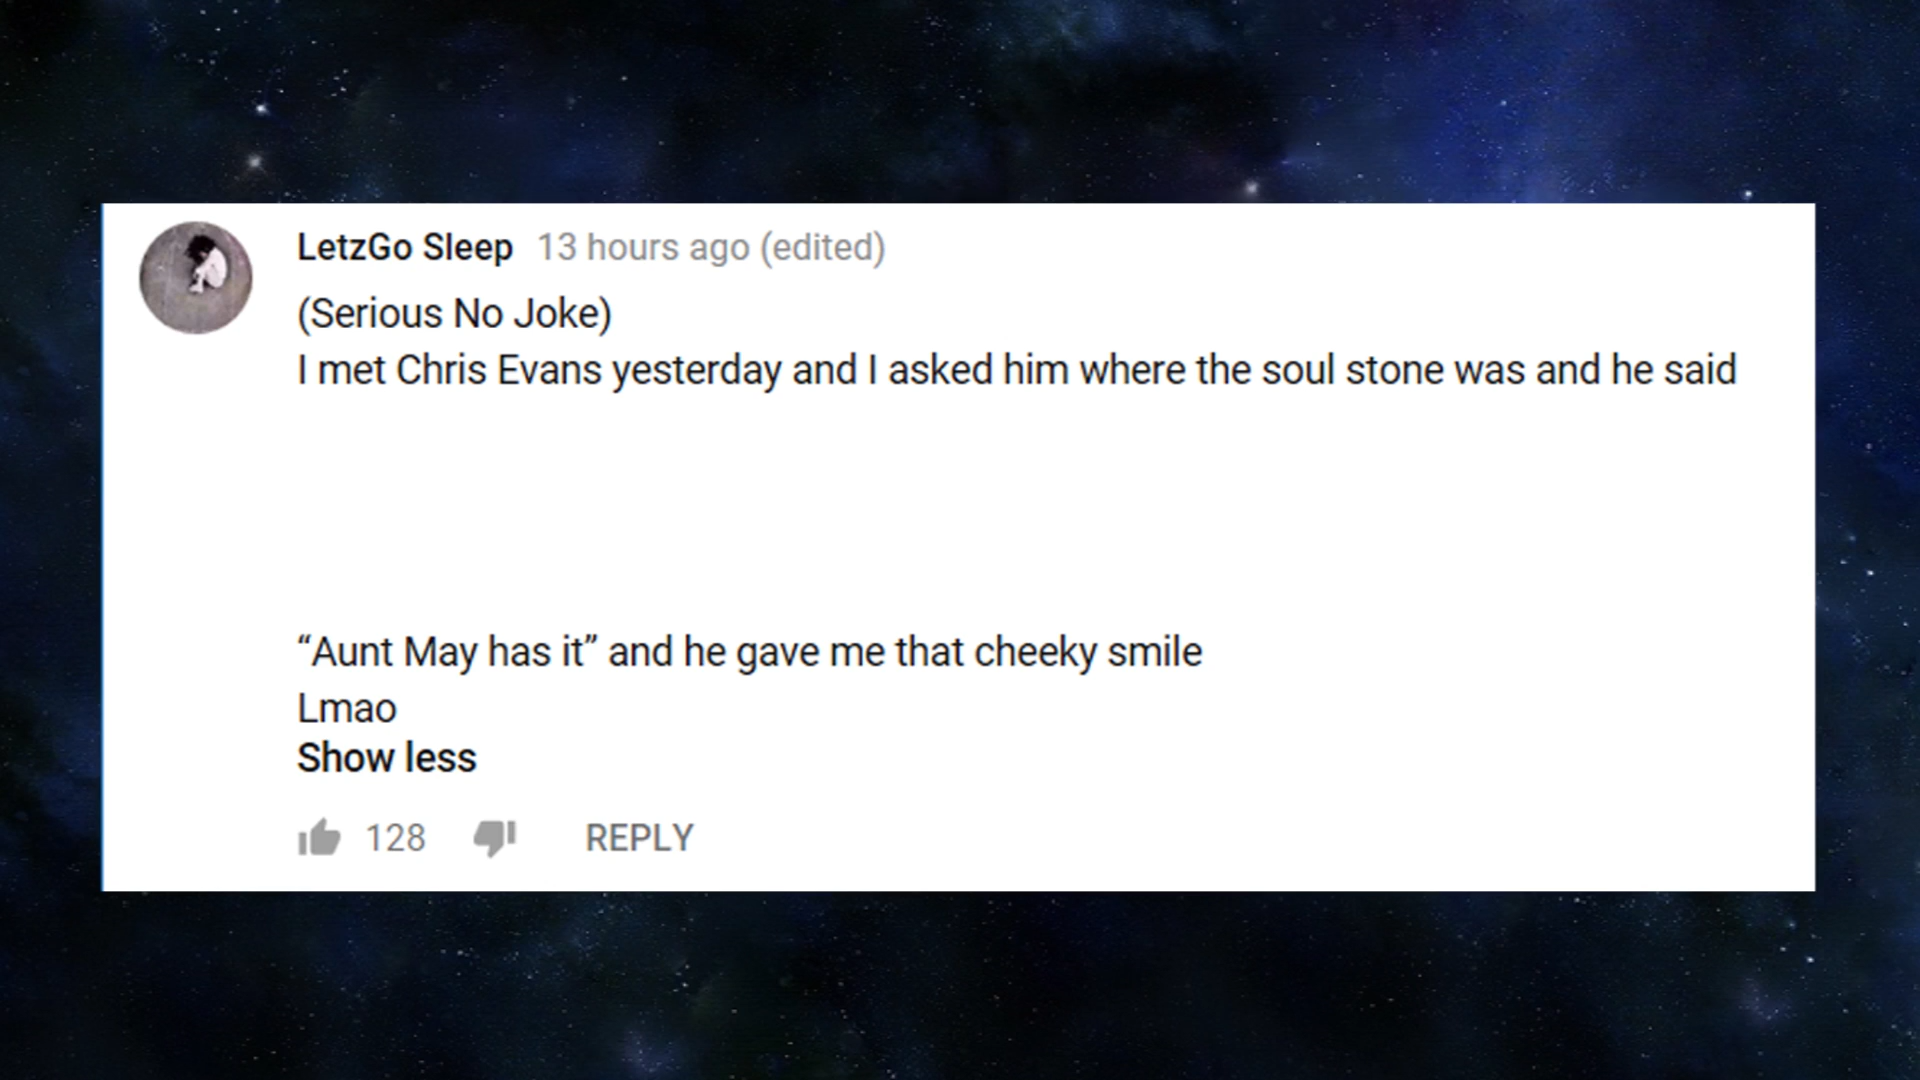 LetzGo Sleep 13 hours ago (edited)
(Serious No Joke)
I met Chris Evans yesterday and I asked him where the soul stone was and he said
“Aunt May has it” and he gave me that cheeky smile
Lmao
Show less
128 REPLY